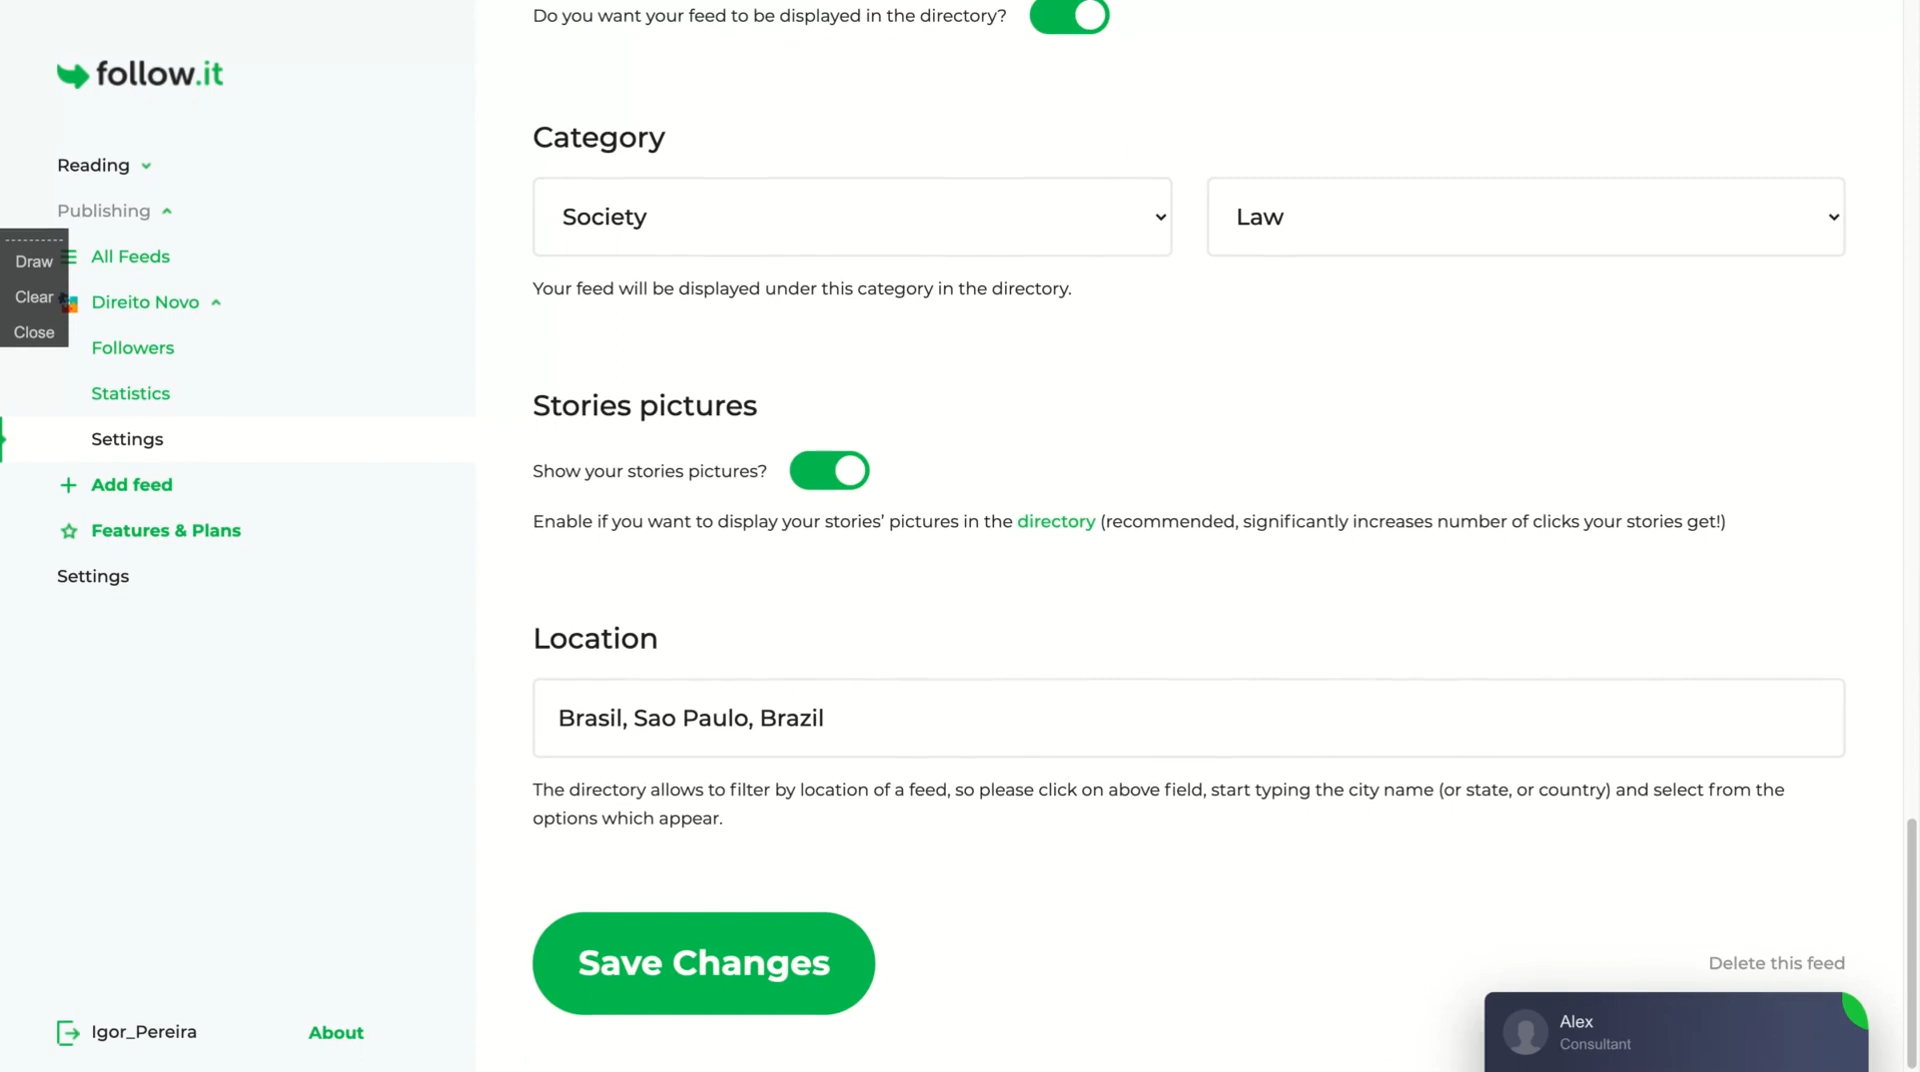 Do you want your feed to be displayed in the directory?
follow.it
Reading
Publishing
Draw
All Feeds
Clear
Direito Novo
Close
Followers
Statistics
Settings
Add feed
Features & Plans
Settings
Category
Society
Law
Your feed will be displayed under this category in the directory.
Stories pictures
Show your stories pictures?
Enable if you want to display your stories’ pictures in the directory (recommended, significantly increases number of clicks your stories get!)
Location
Brasil, Sao Paulo, Brazil
The directory allows to filter by location of a feed, so please click on above field, start typing the city name (or state, or country) and select from the
options which appear.
Save Changes
Delete this feed
Igor_Pereira
About
Alex
Consultant